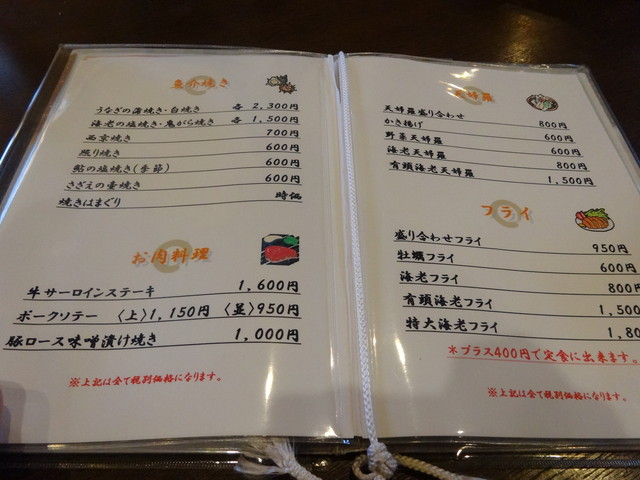 魚介焼き
うなぎの蒲焼き・白焼き 各 2,300円
海老の塩焼き・鬼がら焼き 各 1,500円
西京焼き 700円
照り焼き 600円
鮎の塩焼き(季節) 600円
さざえの壷焼き 600円
焼きはまぐり 時価
お肉料理
牛サーロインステーキ 1,600円
ポークソテー 〈上〉1,150円 〈並〉950円
豚ロース味噌漬け焼き 1,000円
※上記は全て税別価格になります。
天婦羅
天婦羅盛り合わせ 800円
かき揚げ 600円
野菜天婦羅 600円
海老天婦羅 800円
有頭海老天婦羅 1,500円
フライ
盛り合わせフライ 950円
牡蠣フライ 600円
海老フライ 800円
有頭海老フライ 1,500
特大海老フライ 1,80
＊プラス400円で定食に出来ます。
※上記は全て税別価格になります。